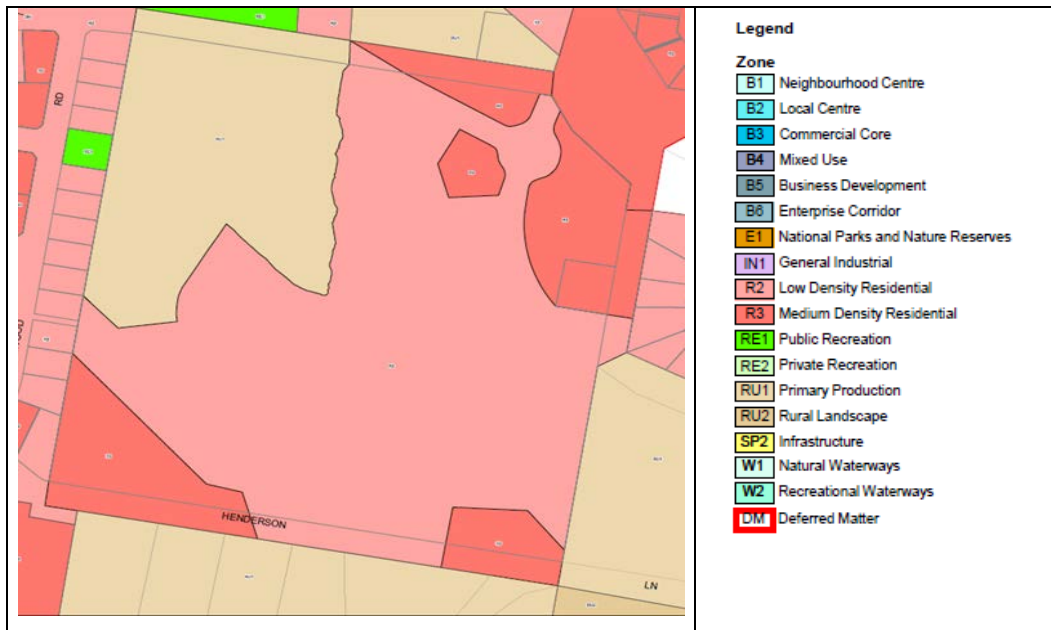 RD
HENDERSON
LN
Legend
Zone
B1 Neighbourhood Centre
B2 Local Centre
B3 Commercial Core
B4 Mixed Use
B5 Business Development
B6 Enterprise Corridor
E1 National Parks and Nature Reserves
IN1 General Industrial
R2 Low Density Residential
R3 Medium Density Residential
RE1 Public Recreation
RE2 Private Recreation
RU1 Primary Production
RU2 Rural Landscape
SP2 Infrastructure
W1 Natural Waterways
W2 Recreational Waterways
DM Deferred Matter